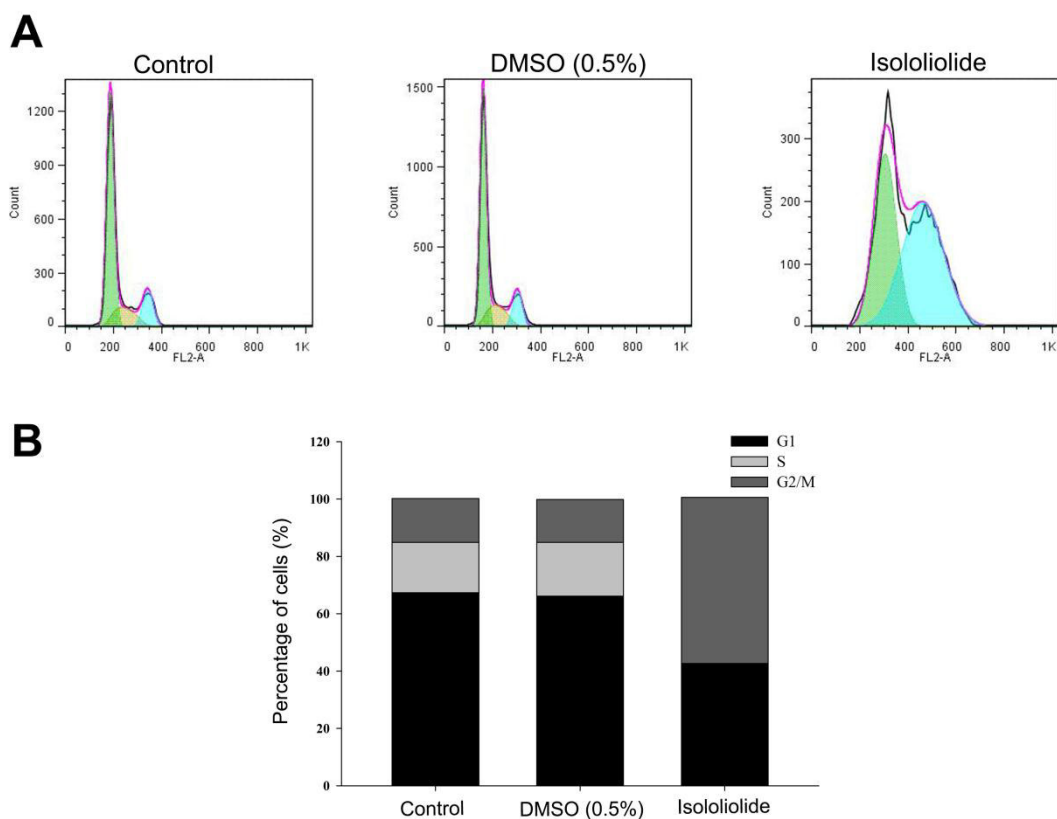 A
Control
1200
900
600
300
0
Count
0 200 400 600 800 1K
FL2-A
DMSO (0.5%)
1500
1000
500
0
Count
0 200 400 600 800 1K
FL2-A
Isololiolide
300
200
100
0
Count
0 200 400 600 800 1K
FL2-A
B
G1
S
G2/M
120
100
80
60
40
20
0
Percentage of cells (%)
Control DMSO (0.5%) Isololiolide